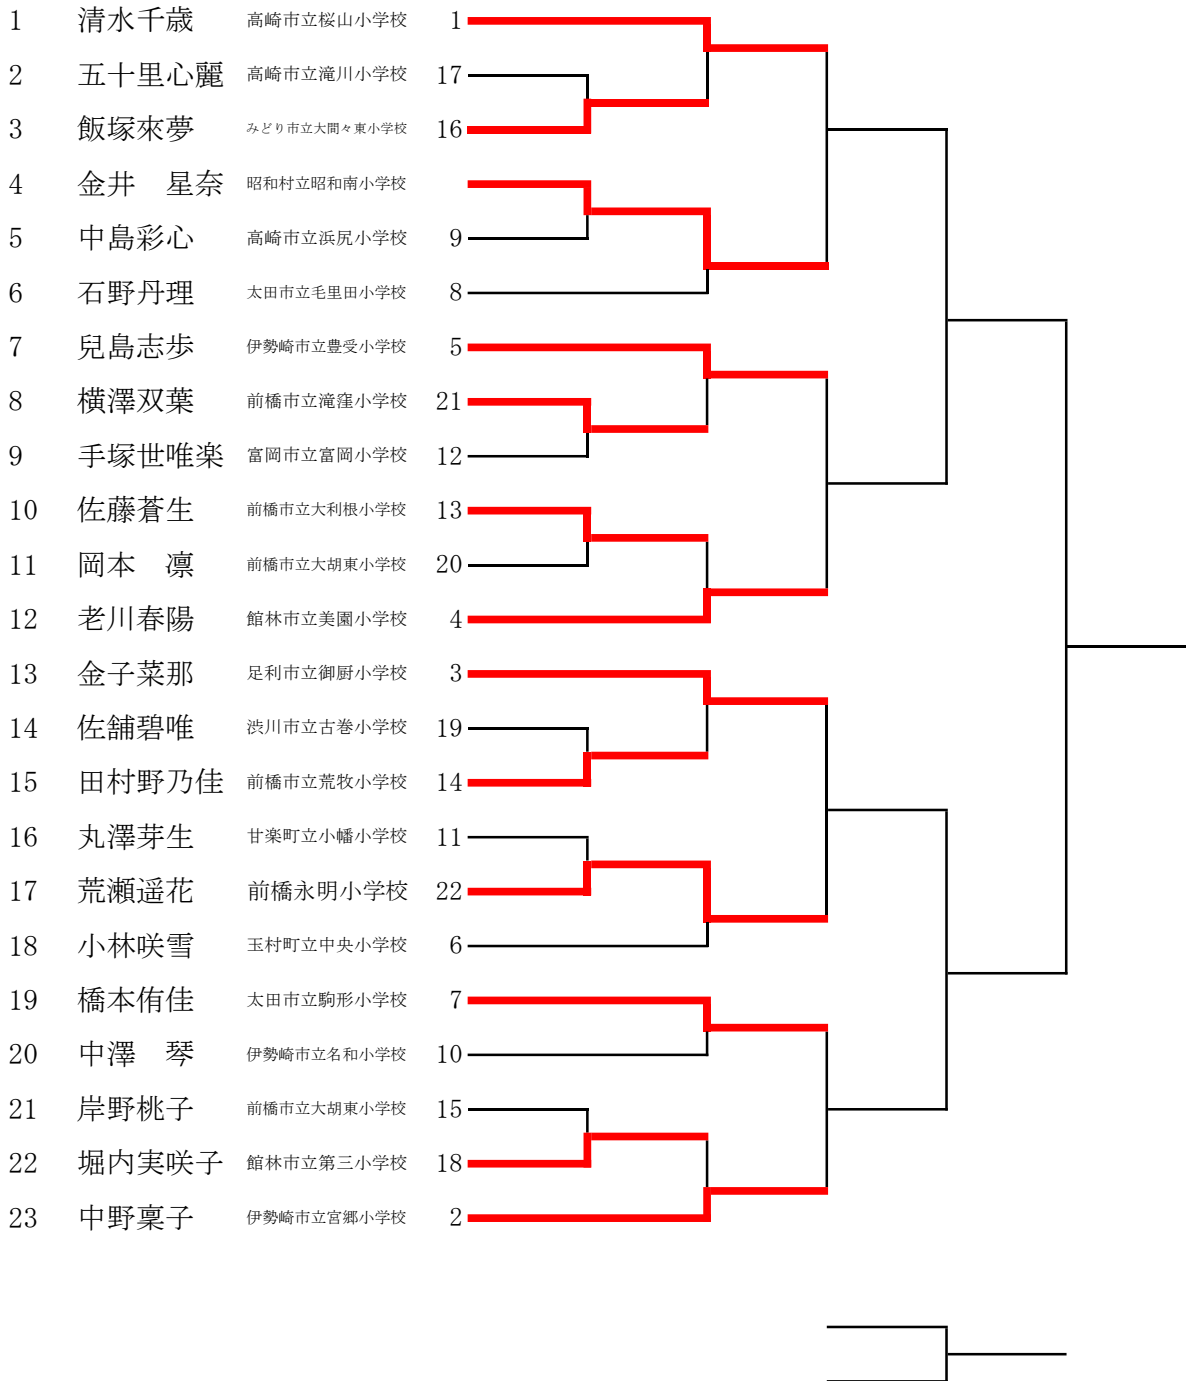 1 清水千歳 高崎市立桜山小学校 1
2 五十里心麗 高崎市立滝川小学校 17
3 飯塚來夢 みどり市立大間々東小学校 16
4 金井　星奈 昭和村立昭和南小学校
5 中島彩心 高崎市立浜尻小学校 9
6 石野丹理 太田市立毛里田小学校 8
7 兒島志歩 伊勢崎市立豊受小学校 5
8 横澤双葉 前橋市立滝窪小学校 21
9 手塚世唯楽 富岡市立富岡小学校 12
10 佐藤蒼生 前橋市立大利根小学校 13
11 岡本　凛 前橋市立大胡東小学校 20
12 老川春陽 館林市立美園小学校 4
13 金子菜那 足利市立御厨小学校 3
14 佐舗碧唯 渋川市立古巻小学校 19
15 田村野乃佳 前橋市立荒牧小学校 14
16 丸澤芽生 甘楽町立小幡小学校 11
17 荒瀬遥花 前橋永明小学校 22
18 小林咲雪 玉村町立中央小学校 6
19 橋本侑佳 太田市立駒形小学校 7
20 中澤　琴 伊勢崎市立名和小学校 10
21 岸野桃子 前橋市立大胡東小学校 15
22 堀内実咲子 館林市立第三小学校 18
23 中野稟子 伊勢崎市立宮郷小学校 2